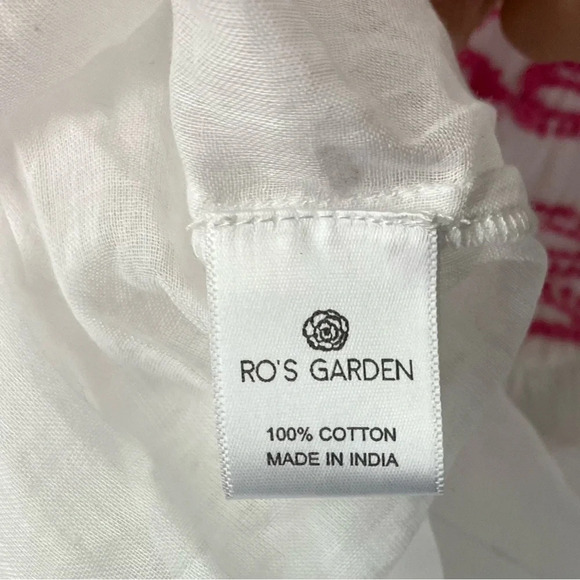 RO'S GARDEN
100% COTTON
MADE IN INDIA